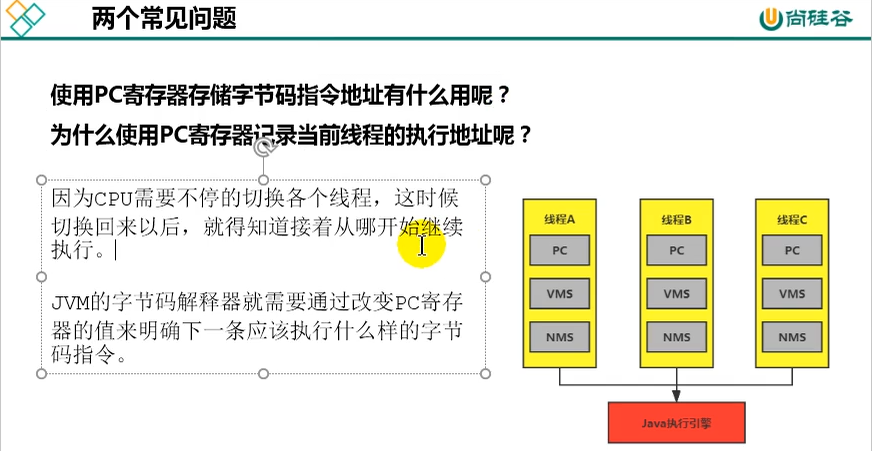 两个常见问题
尚硅谷
使用PC寄存器存储字节码指令地址有什么用呢？
为什么使用PC寄存器记录当前线程的执行地址呢？
因为CPU需要不停的切换各个线程，这时候
切换回来以后，就得知道接着从哪开始继续
执行。
JVM的字节码解释器就需要通过改变PC寄存
器的值来明确下一条应该执行什么样的字节
码指令。
线程A
PC
VMS
NMS
线程B
PC
VMS
NMS
线程C
PC
VMS
NMS
Java执行引擎